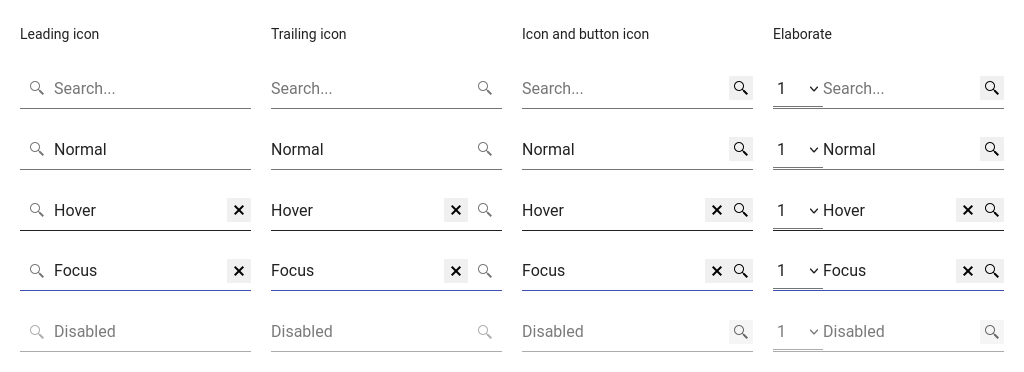 Leading icon Trailing icon Icon and button icon Elaborate
Search... Search... Search... 1 Search...
Normal Normal Normal 1 Normal
Hover Hover Hover 1 Hover
Focus Focus Focus 1 Focus
Disabled Disabled Disabled 1 Disabled